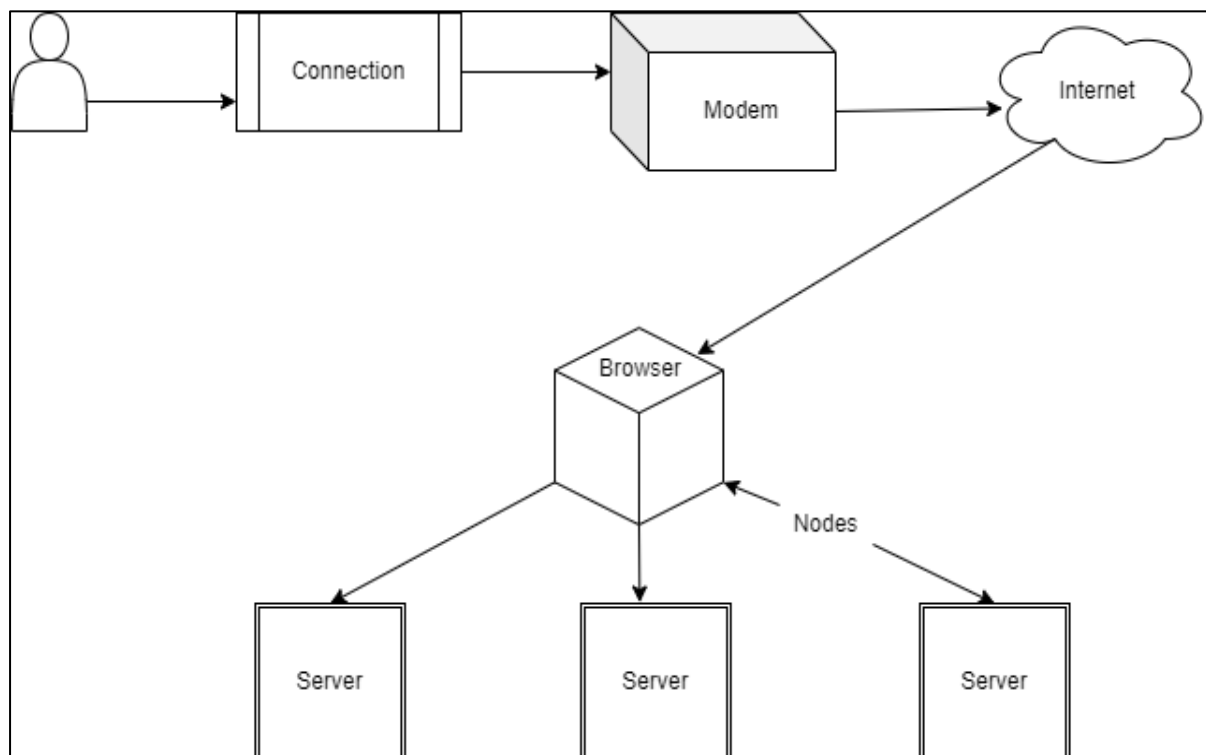 Connection
Modem
Internet
Browser
Nodes
Server
Server
Server